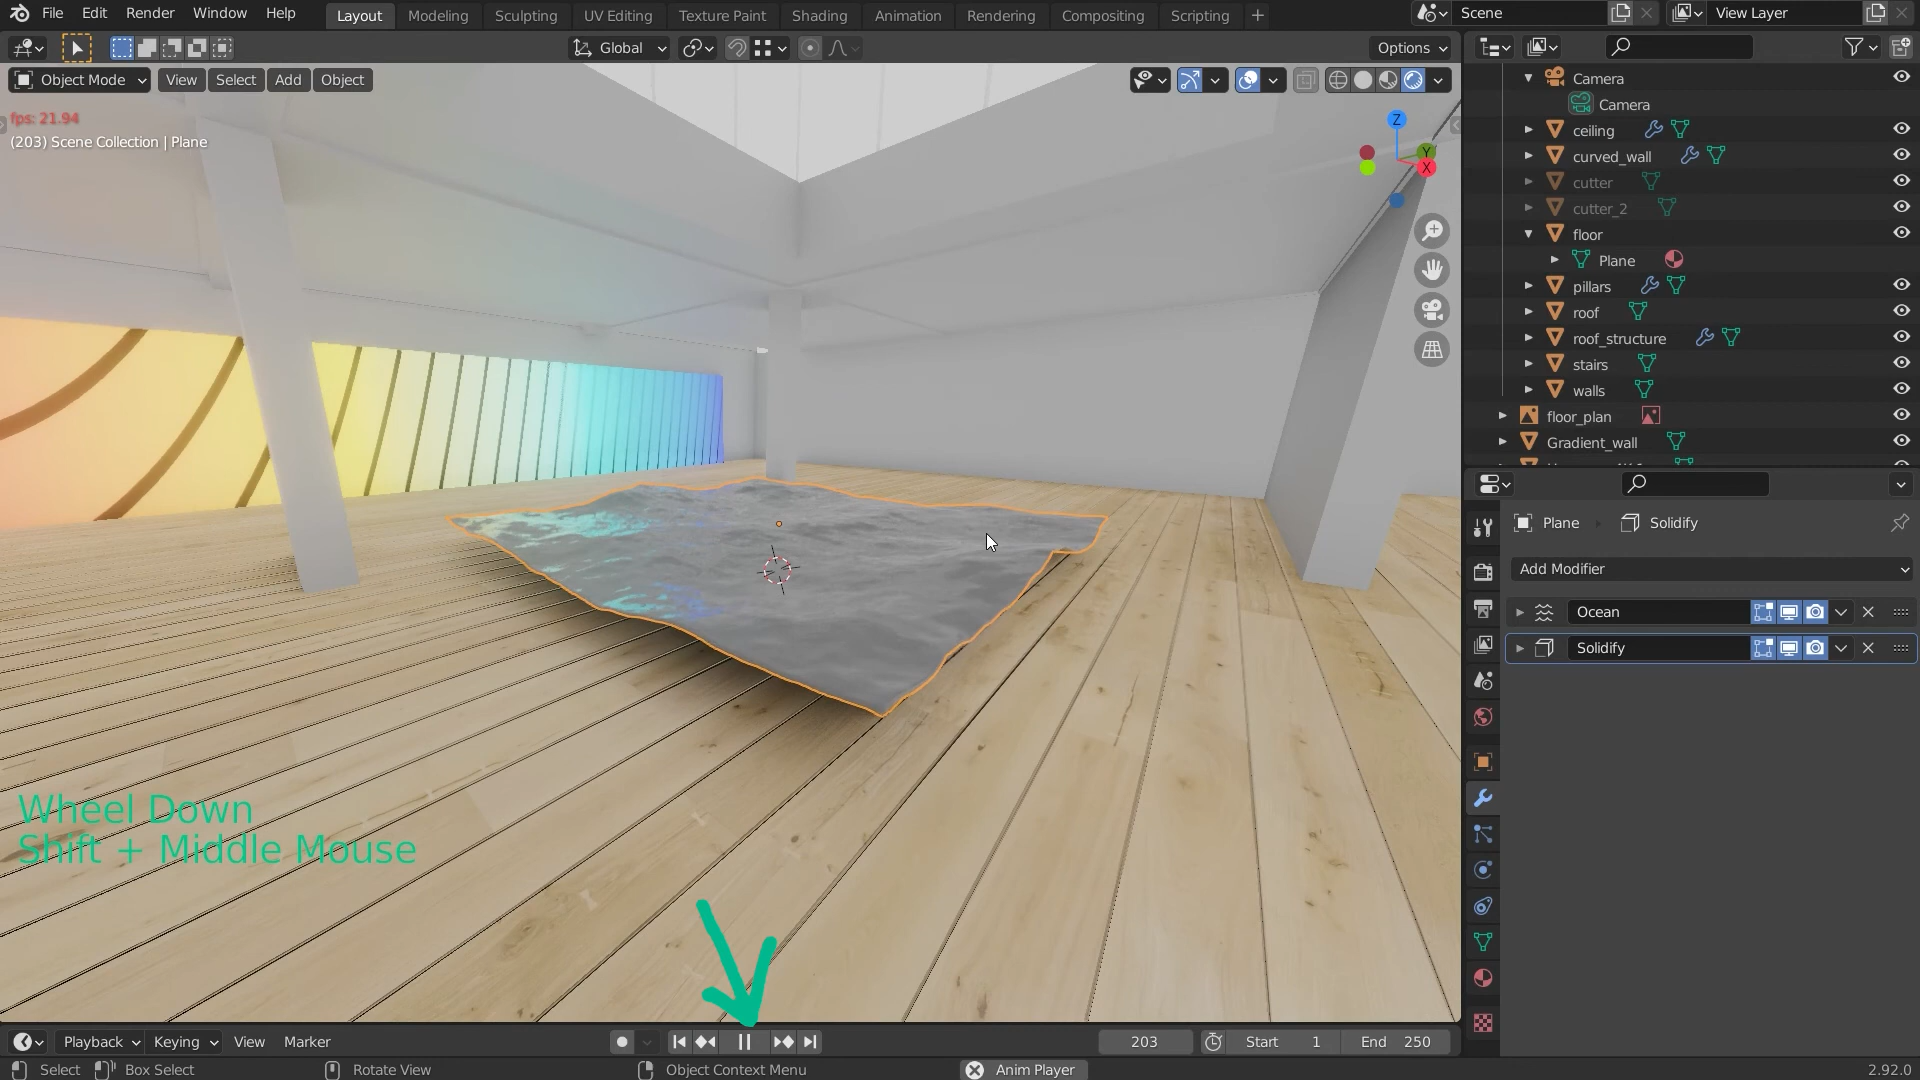 File Edit Render Window Help Layout Modeling Sculpting UV Editing Texture Paint Shading Animation Rendering Compositing Scripting + Scene View Layer
Global Options
Object Mode View Select Add Object
fps: 21.94
(203) Scene Collection | Plane
Z
Y
X
Camera
Camera
ceiling
curved_wall
cutter
cutter_2
floor
Plane
pillars
roof
roof_structure
stairs
walls
floor_plan
Gradient_wall
Plane Solidify
Add Modifier
Ocean
Solidify
Wheel Down
Shift + Middle Mouse
Playback Keying View Marker 203 Start 1 End 250
Select Box Select Rotate View Object Context Menu Anim Player 2.92.0